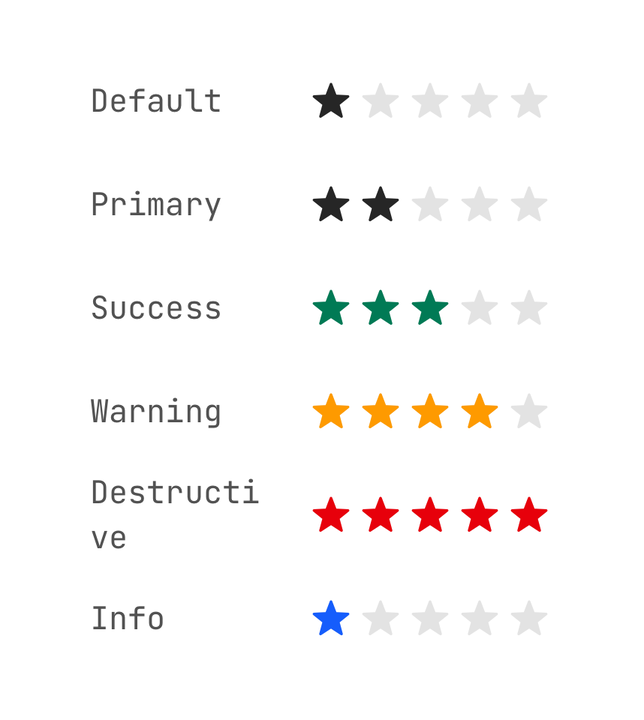 Default
Primary
Success
Warning
Destructi
ve
Info